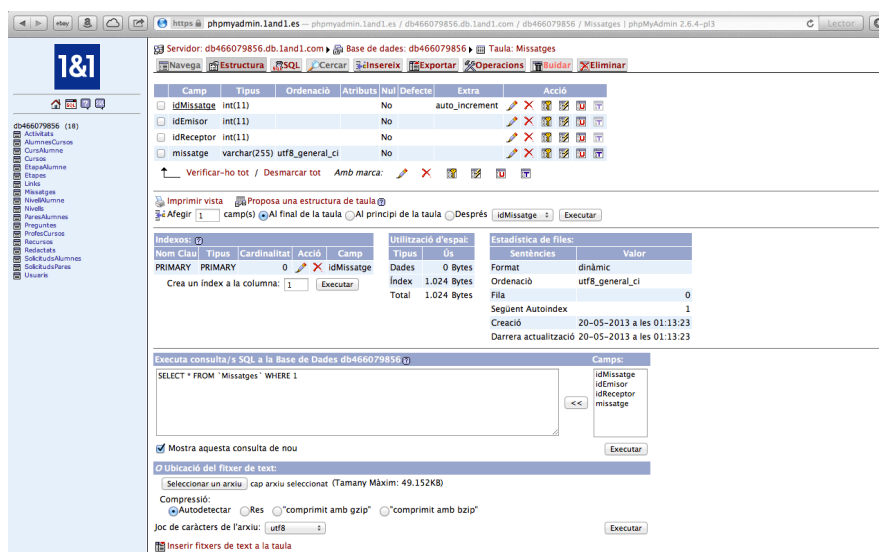 ebay
https phpmyadmin.1and1.es — phpmyadmin.1and1.es / db466079856.db.1and1.com / db466079856 / Missatges | phpMyAdmin 2.6.4-pl3
Lector
1&1
Servidor: db466079856.db.1and1.com ▸ Base de dades: db466079856 ▸ Taula: Missatges
Navega Estructura SQL Cercar Insereix Exportar Operacions Buidar Eliminar
db466079856 (18)
Activitats
AlumnesCursos
CursAlumne
Cursos
EtapaAlumne
Etapes
Links
Missatges
NivellAlumne
Nivells
ParesAlumnes
Preguntes
ProfesCursos
Recursos
Redactats
SolicitudsAlumnes
SolicitudsPares
Usuaris
Camp Tipus Ordenació Atributs Nul Defecte Extra Acció
idMissatge int(11) No auto_increment
idEmisor int(11) No
idReceptor int(11) No
missatge varchar(255) utf8_general_ci No
Verificar-ho tot / Desmarcar tot Amb marca:
Imprimir vista Proposa una estructura de taula
Afegir 1 camp(s) Al final de la taula Al principi de la taula Després idMissatge Executar
Indexos:
Nom Clau Tipus Cardinalitat Acció Camp
PRIMARY PRIMARY 0 idMissatge
Crea un índex a la columna: 1 Executar
Utilització d'espai:
Tipus Ús
Dades 0 Bytes
Índex 1.024 Bytes
Total 1.024 Bytes
Estadística de files:
Sentències Valor
Format dinàmic
Ordenació utf8_general_ci
Fila 0
Següent Autoindex 1
Creació 20-05-2013 a les 01:13:23
Darrera actualització 20-05-2013 a les 01:13:23
Executa consulta/s SQL a la Base de Dades db466079856
Camps:
SELECT * FROM `Missatges` WHERE 1
<<
idMissatge
idEmisor
idReceptor
missatge
Mostra aquesta consulta de nou
Executar
O Ubicació del fitxer de text:
Seleccionar un arxiu cap arxiu seleccionat (Tamany Màxim: 49.152KB)
Compressió:
Autodetectar Res "comprimit amb gzip" "comprimit amb bzip"
Joc de caràcters de l'arxiu: utf8 Executar
Inserir fitxers de text a la taula